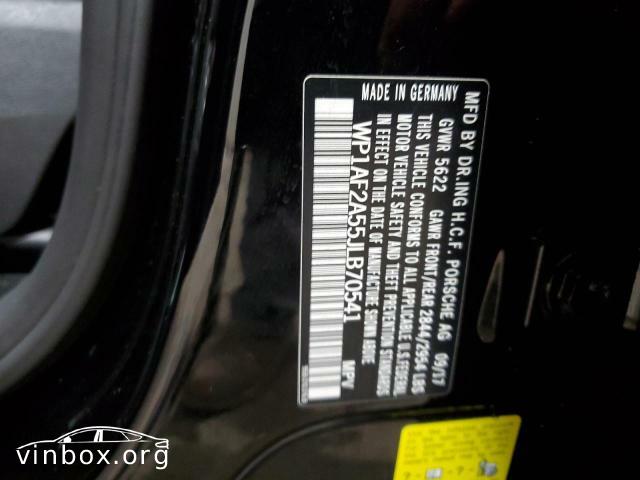 MFD BY DR.ING H.C.F. PORSCHE AG 09/17
GVWR 5622 GAWR FRONT/REAR 2844/2954 LBS
THIS VEHICLE CONFORMS TO ALL APPLICABLE U.S.FEDERAL
MOTOR VEHICLE SAFETY AND THEFT PREVENTION STANDARDS
IN EFFECT ON THE DATE OF MANUFACTURE SHOWN ABOVE
WP1AF2A55JLB70541 MPV
MADE IN GERMANY
vinbox.org